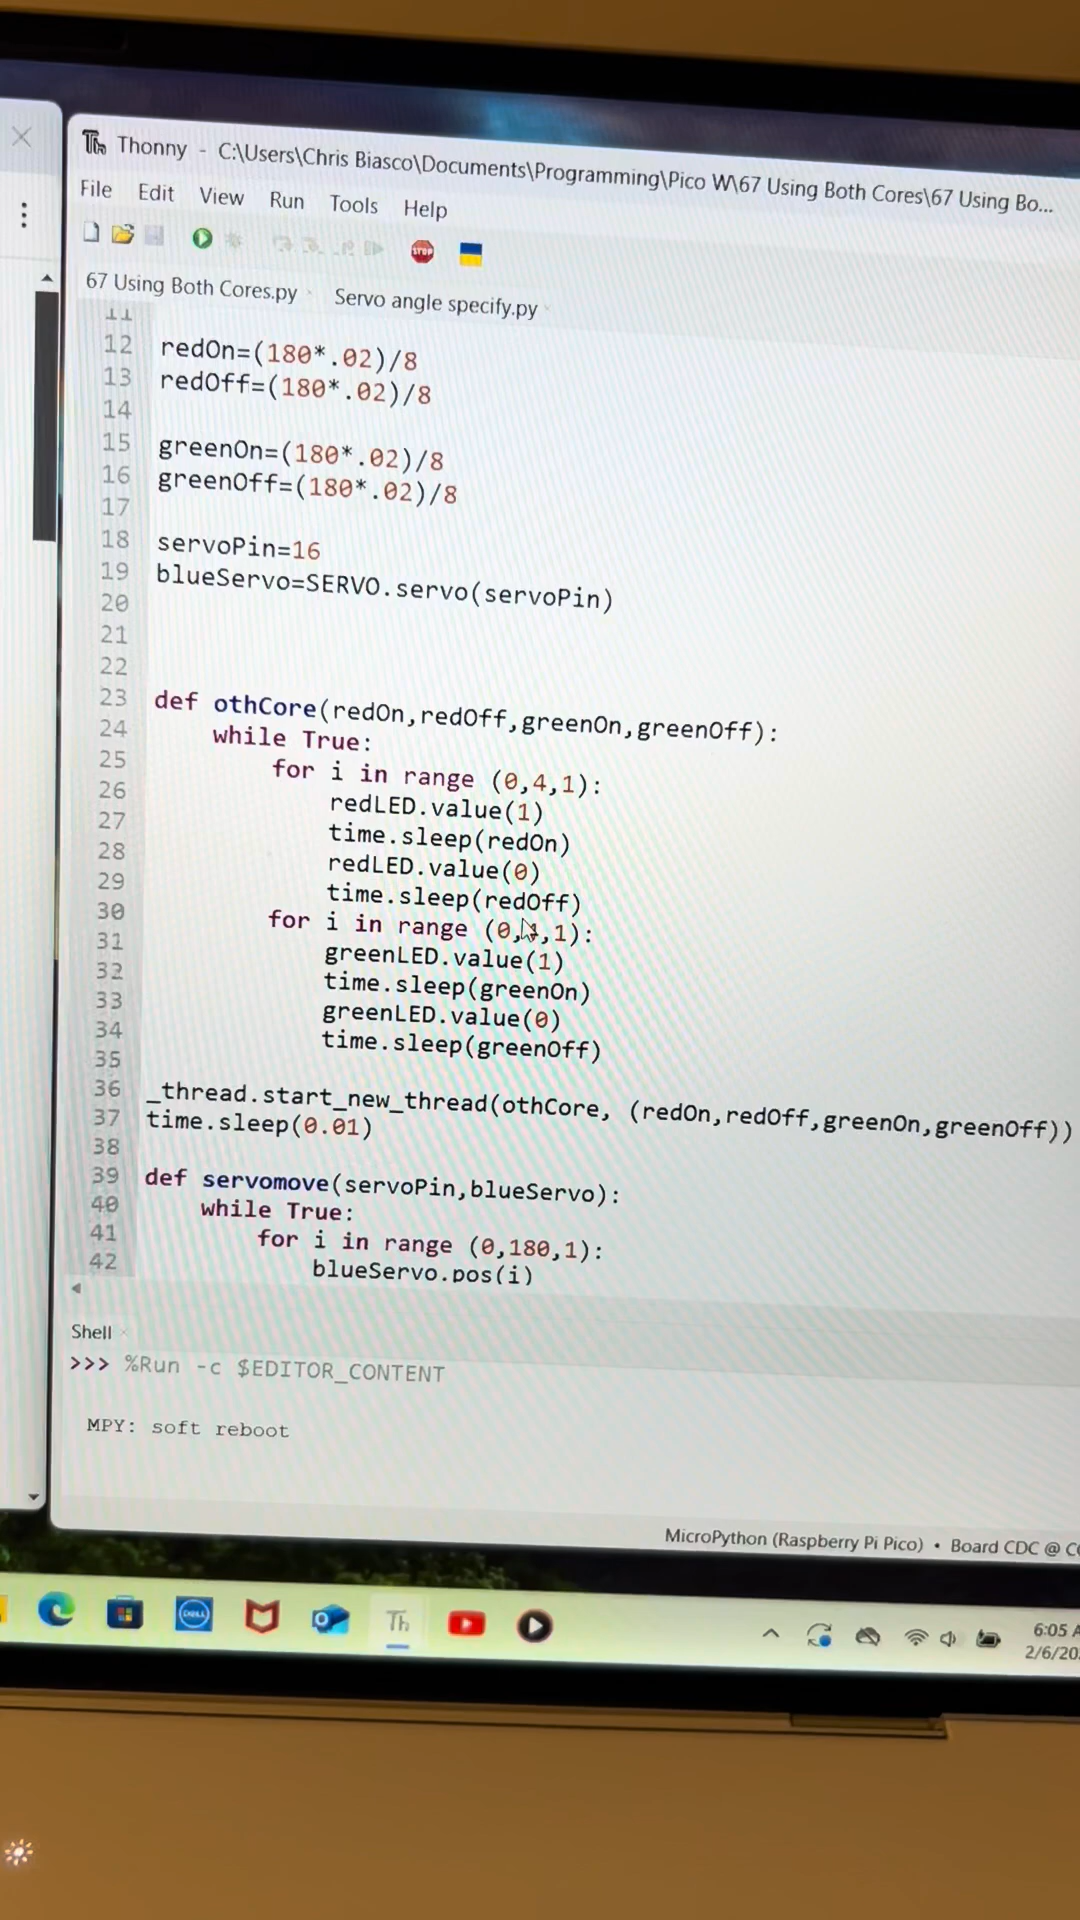 Thonny - C:\Users\Chris Biasco\Documents\Programming\Pico W\67 Using Both Cores\67 Using Bo...
File Edit View Run Tools Help
STOP
67 Using Both Cores.py Servo angle specify.py
11
12 redOn=(180*.02)/8
13 redOff=(180*.02)/8
14
15 greenOn=(180*.02)/8
16 greenOff=(180*.02)/8
17
18 servoPin=16
19 blueServo=SERVO.servo(servoPin)
20
21
22
23 def othCore(redOn,redOff,greenOn,greenOff):
24 while True:
25 for i in range (0,4,1):
26 redLED.value(1)
27 time.sleep(redOn)
28 redLED.value(0)
29 time.sleep(redOff)
30 for i in range (0,4,1):
31 greenLED.value(1)
32 time.sleep(greenOn)
33 greenLED.value(0)
34 time.sleep(greenOff)
35
36 _thread.start_new_thread(othCore, (redOn,redOff,greenOn,greenOff))
37 time.sleep(0.01)
38
39 def servomove(servoPin,blueServo):
40 while True:
41 for i in range (0,180,1):
42 blueServo.pos(i)
Shell
>>> %Run -c $EDITOR_CONTENT
MPY: soft reboot
MicroPython (Raspberry Pi Pico) • Board CDC @ CO
DELL
Th
6:05 A
2/6/20